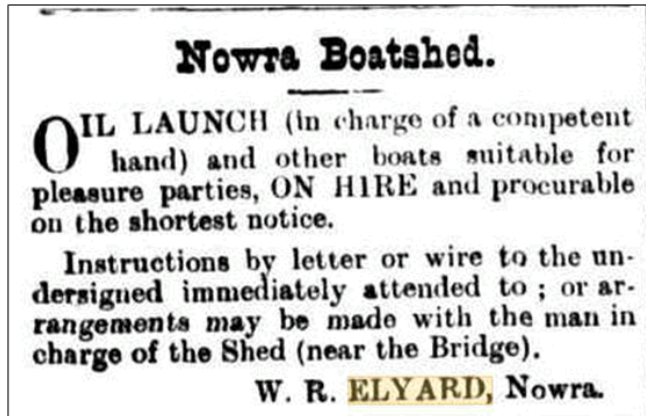 Nowra Boatshed.
OIL LAUNCH (in charge of a competent
hand) and other boats suitable for
pleasure parties, ON HIRE and procurable
on the shortest notice.
Instructions by letter or wire to the un-
dersigned immediately attended to ; or ar-
rangements may be made with the man in
charge of the Shed (near the Bridge).
W. R. ELYARD, Nowra.